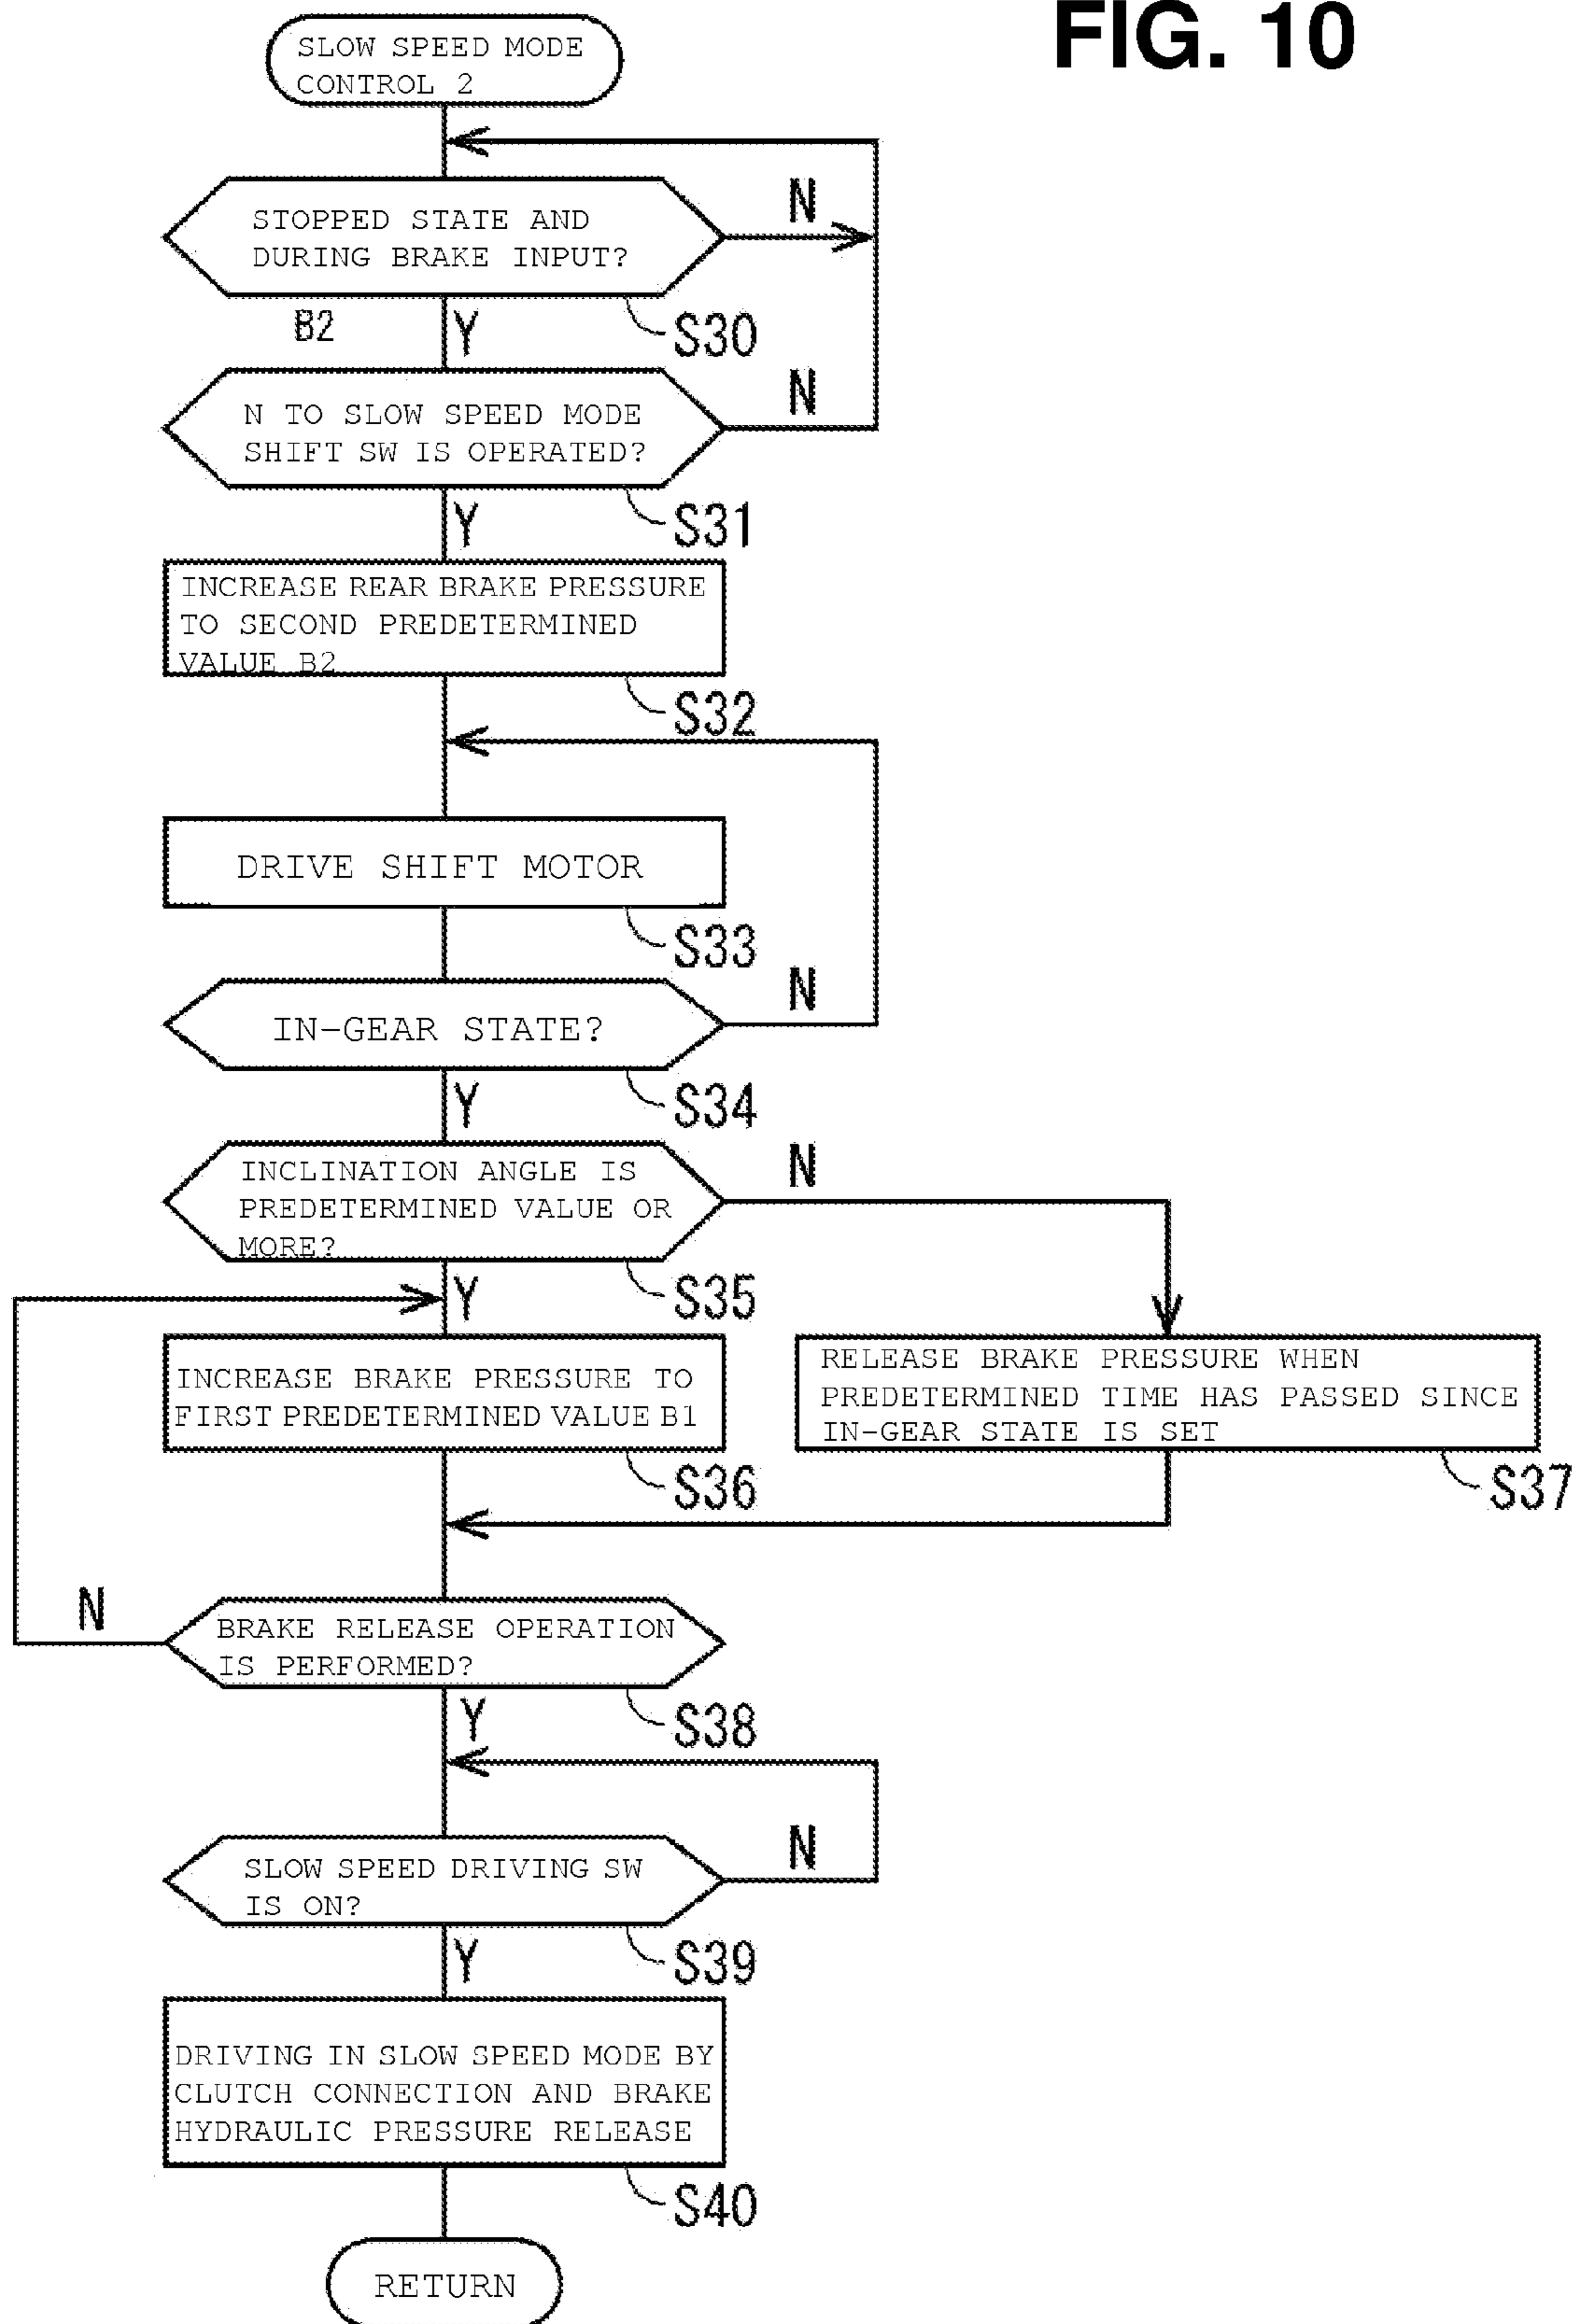 FIG. 10
SLOW SPEED MODE
CONTROL 2
STOPPED STATE AND
DURING BRAKE INPUT?
N
B2
Y
S30
N TO SLOW SPEED MODE
SHIFT SW IS OPERATED?
N
Y
S31
INCREASE REAR BRAKE PRESSURE
TO SECOND PREDETERMINED
VALUE B2
S32
DRIVE SHIFT MOTOR
S33
IN-GEAR STATE?
N
Y
S34
INCLINATION ANGLE IS
PREDETERMINED VALUE OR
MORE?
N
Y
S35
INCREASE BRAKE PRESSURE TO
FIRST PREDETERMINED VALUE B1
S36
RELEASE BRAKE PRESSURE WHEN
PREDETERMINED TIME HAS PASSED SINCE
IN-GEAR STATE IS SET
S37
N
BRAKE RELEASE OPERATION
IS PERFORMED?
Y
S38
SLOW SPEED DRIVING SW
IS ON?
N
Y
S39
DRIVING IN SLOW SPEED MODE BY
CLUTCH CONNECTION AND BRAKE
HYDRAULIC PRESSURE RELEASE
S40
RETURN